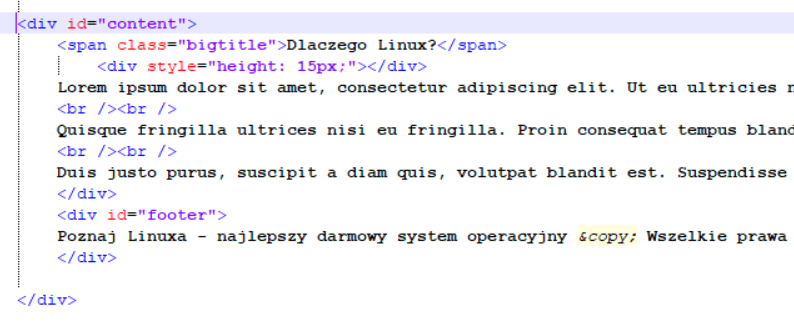 <div id="content">
<span class="bigtitle">Dlaczego Linux?</span>
<div style="height: 15px;"></div>
Lorem ipsum dolor sit amet, consectetur adipiscing elit. Ut eu ultricies
<br /><br />
Quisque fringilla ultrices nisi eu fringilla. Proin consequat tempus
<br /><br />
Duis justo purus, suscipit a diam quis, volutpat blandit est. Suspendisse
</div>
<div id="footer">
Poznaj Linuxa - najlepszy darmowy system operacyjny &copy; Wszelkie prawa
</div>
</div>